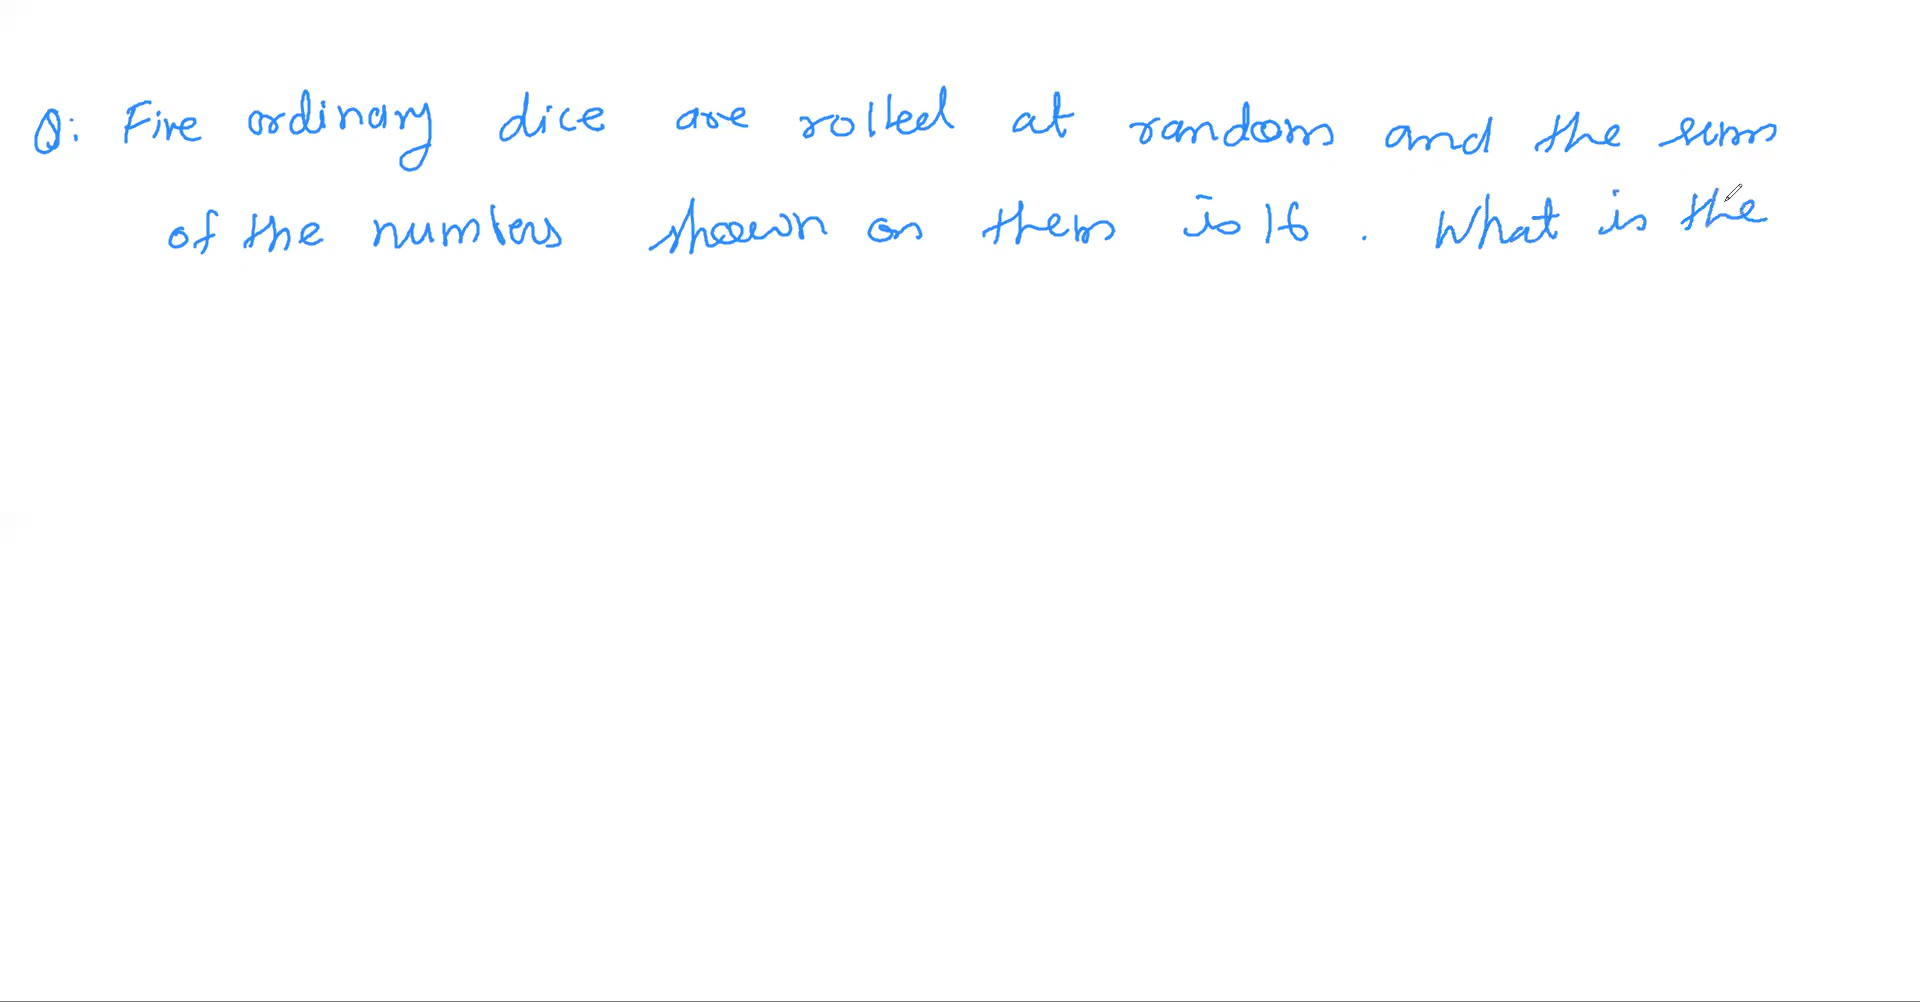 Q: Five ordinary dice are rolled at random and the sum
of the numbers shown on them is 16. What is the